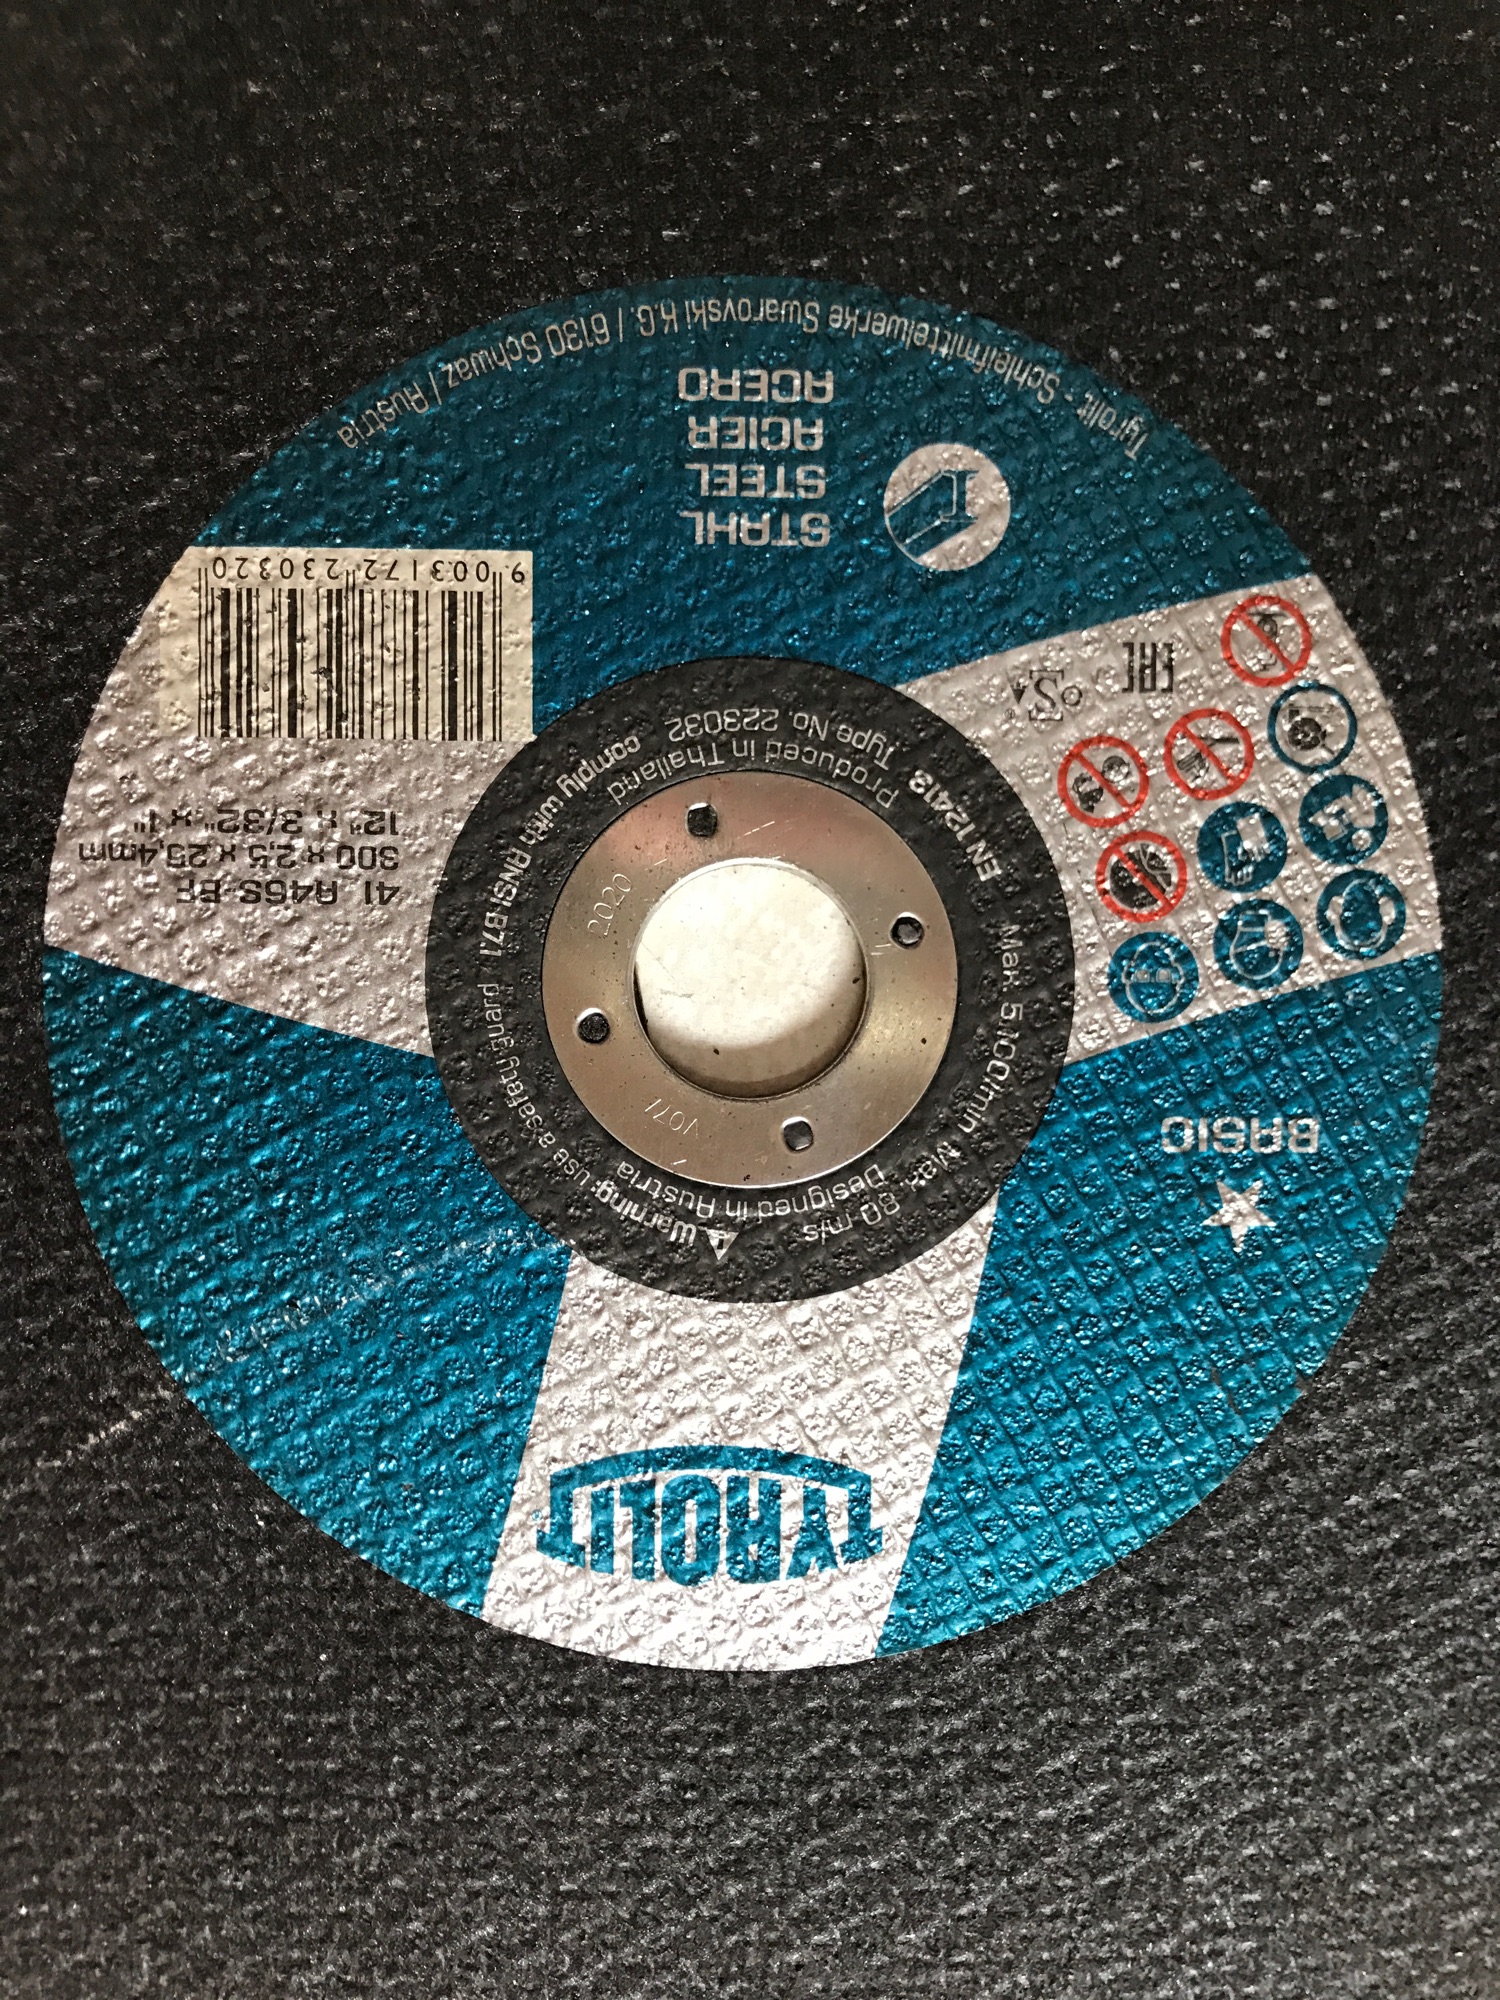 TYROLIT
BASIC
41 A46S-BF
300 x 2,5 x 25,4mm
12" x 3/32" x 1"
9 003172 230320
STAHL
STEEL
ACIER
ACERO
Tyrolit - Schleifmittelwerke Swarovski K.G. / 6130 Schwaz / Austria
EAC
oSa
EN 12413
Max. 5.100/min Max. 80 m/s
Designed in Austria
Warning: use a safety guard / comply with ANSI B7.1
Produced in Thailand
Type No. 223032
V07/
2020